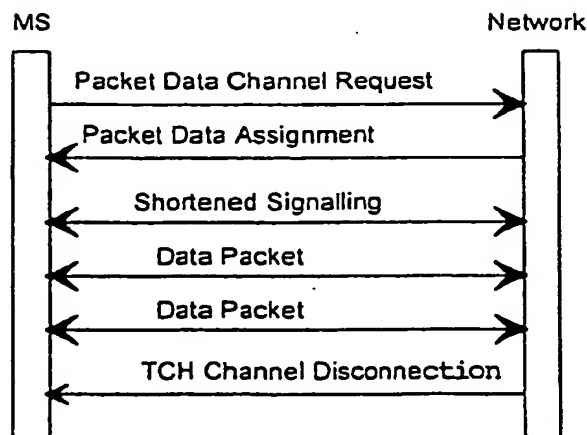 MS Network
Packet Data Channel Request
Packet Data Assignment
Shortened Signalling
Data Packet
Data Packet
TCH Channel Disconnection